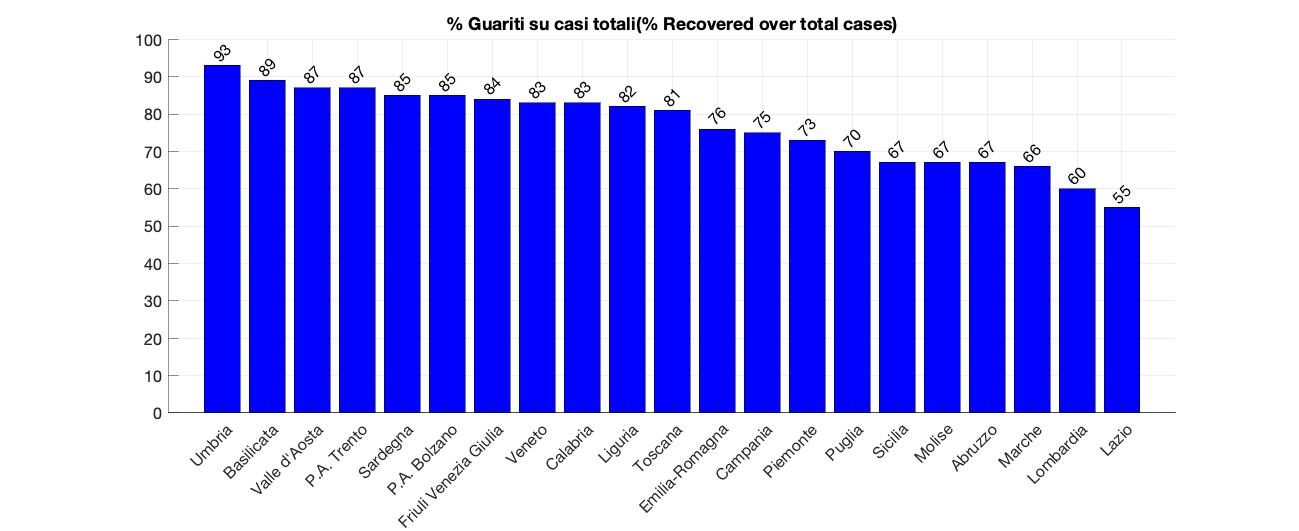 % Guariti su casi totali(% Recovered over total cases)
100
90
80
70
60
50
40
30
20
10
0
93
89
87
87
85
85
84
83
83
82
81
76
75
73
70
67
67
67
66
60
55
Umbria
Basilicata
Valle d'Aosta
P.A. Trento
Sardegna
P.A. Bolzano
Friuli Venezia Giulia
Veneto
Calabria
Liguria
Toscana
Emilia-Romagna
Campania
Piemonte
Puglia
Sicilia
Molise
Abruzzo
Marche
Lombardia
Lazio